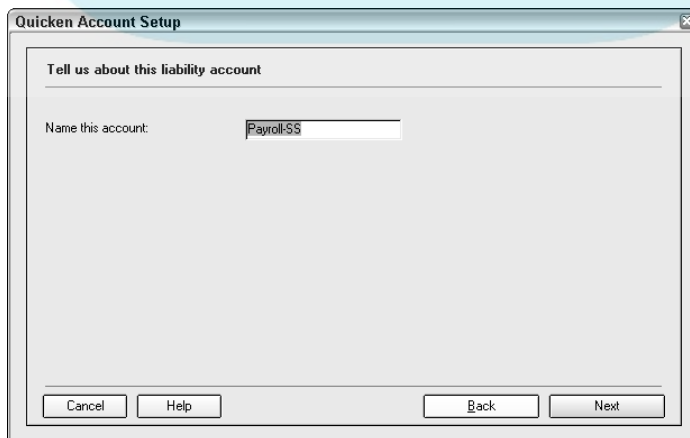 Quicken Account Setup
Tell us about this liability account
Name this account: Payroll-SS
Cancel Help Back Next